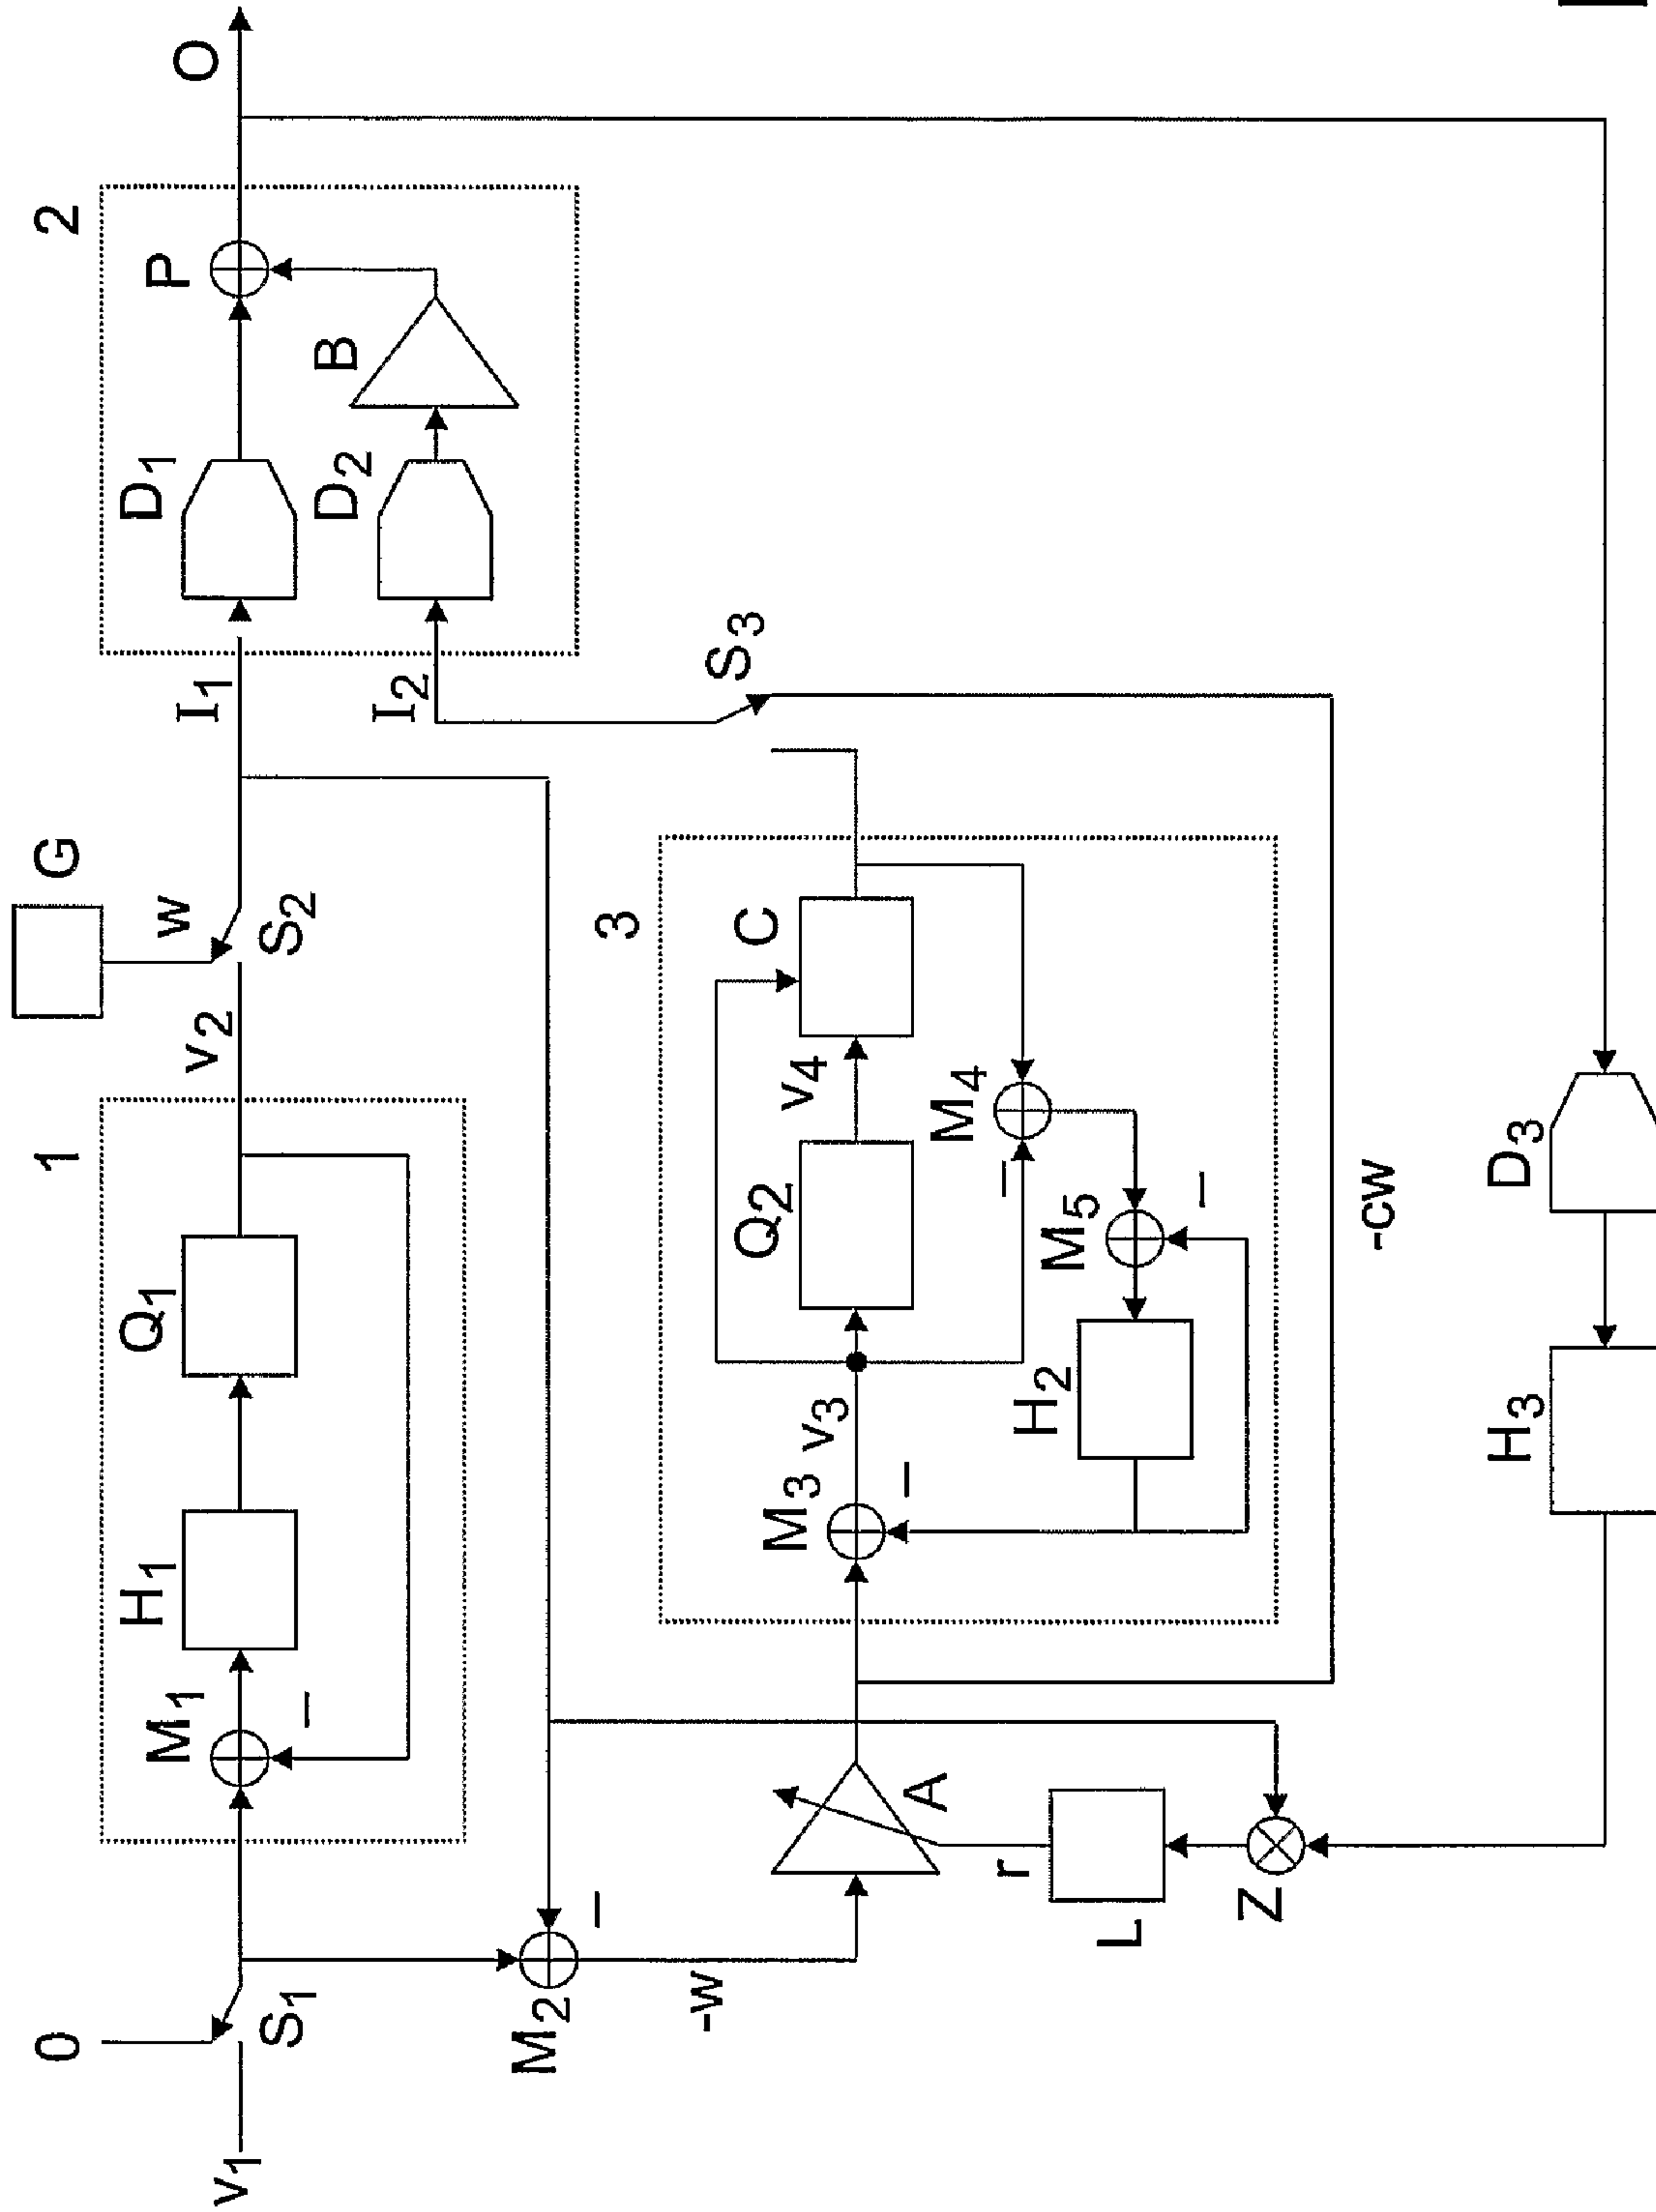 0
v1
S1
1
M1
H1
Q1
v2
G
w
S2
I1
I2
2
D1
P
O
D2
B
M2
−
−
-w
A
r
L
Z
3
M3
−
v3
Q2
v4
C
S3
M4
−
M5
−
H2
-cw
H3
D3